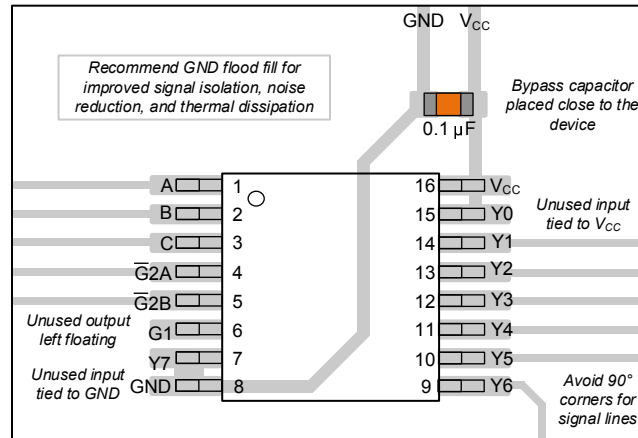 GND VCC
Recommend GND flood fill for
improved signal isolation, noise
reduction, and thermal dissipation
Bypass capacitor
placed close to the
device
0.1 µF
A 1 16 VCC
B 2 15 Y0
Unused input
tied to VCC
C 3 14 Y1
G̅2A 4 13 Y2
G̅2B 5 12 Y3
Unused output
left floating
G1 6 11 Y4
Y7 7 10 Y5
Unused input
tied to GND
GND 8 9 Y6
Avoid 90°
corners for
signal lines